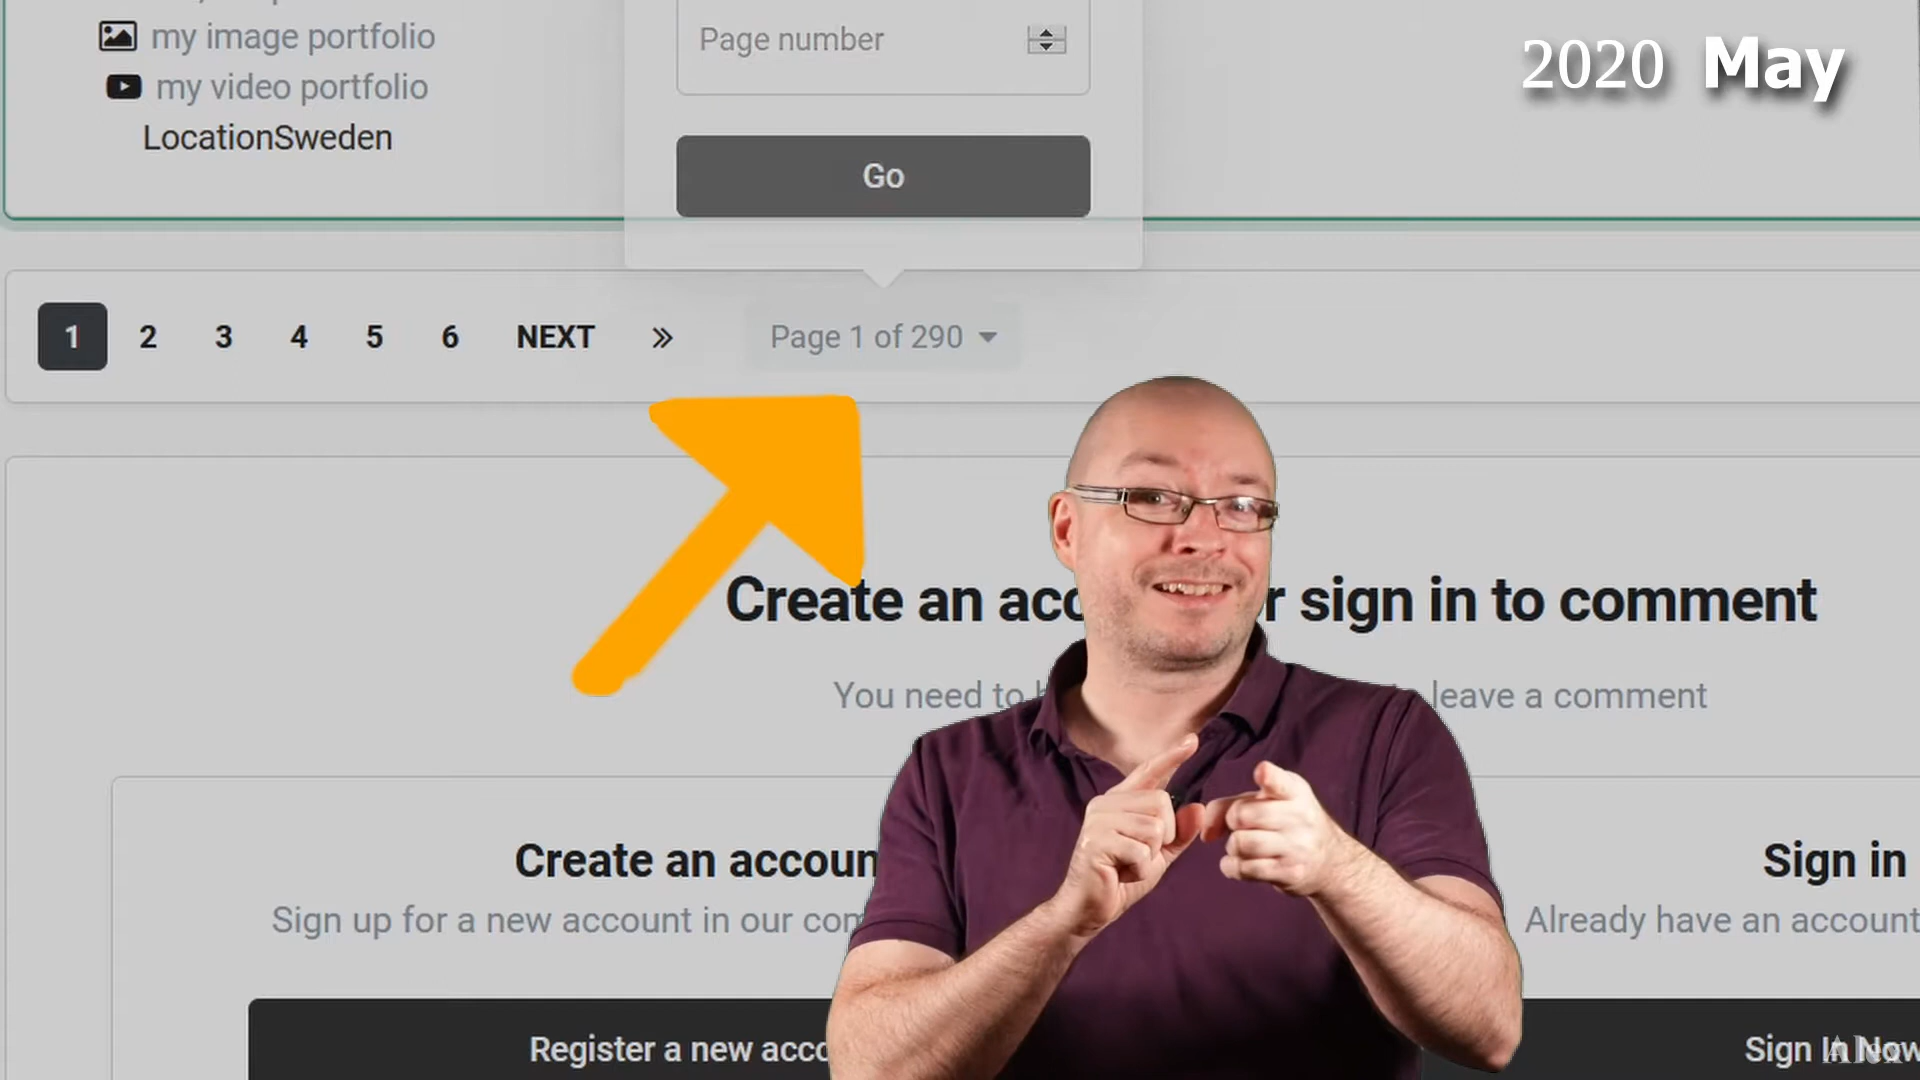 my image portfolio
Page number
2020 May
my video portfolio
LocationSweden
Go
1 2 3 4 5 6 NEXT » Page 1 of 290
Create an acc r sign in to comment
You need to leave a comment
Create an accoun
Sign in
Sign up for a new account in our com
Already have an account
Register a new acco
Sign In Now
Alex